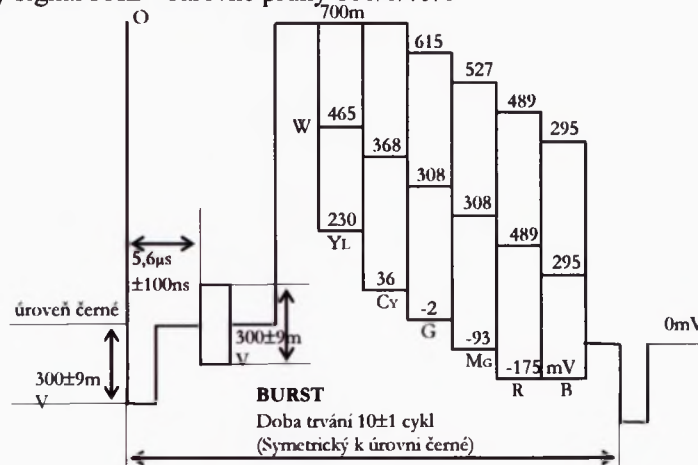 O
700m
615
527
489
295
W
465
368
308
308
489
295
230
YL
36
CY
-2
G
-93
MG
-175 mV
R B
5,6μs
±100ns
úroveň černé
300±9m
V
300±9m
V
0mV
BURST
Doba trvání 10±1 cykl
(Symetrický k úrovni černé)